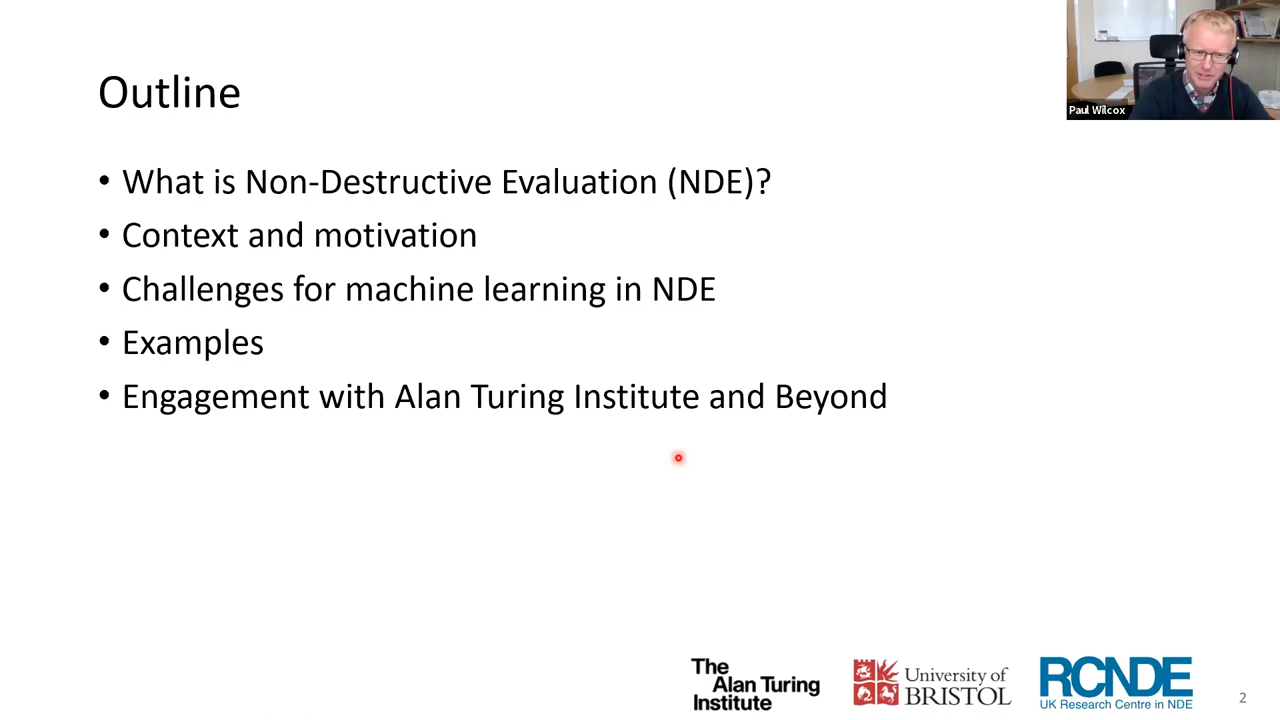 Paul Wilcox
Outline
• What is Non-Destructive Evaluation (NDE)?
• Context and motivation
• Challenges for machine learning in NDE
• Examples
• Engagement with Alan Turing Institute and Beyond
The
Alan Turing
Institute
University of
BRISTOL
RCNDE
UK Research Centre in NDE
2